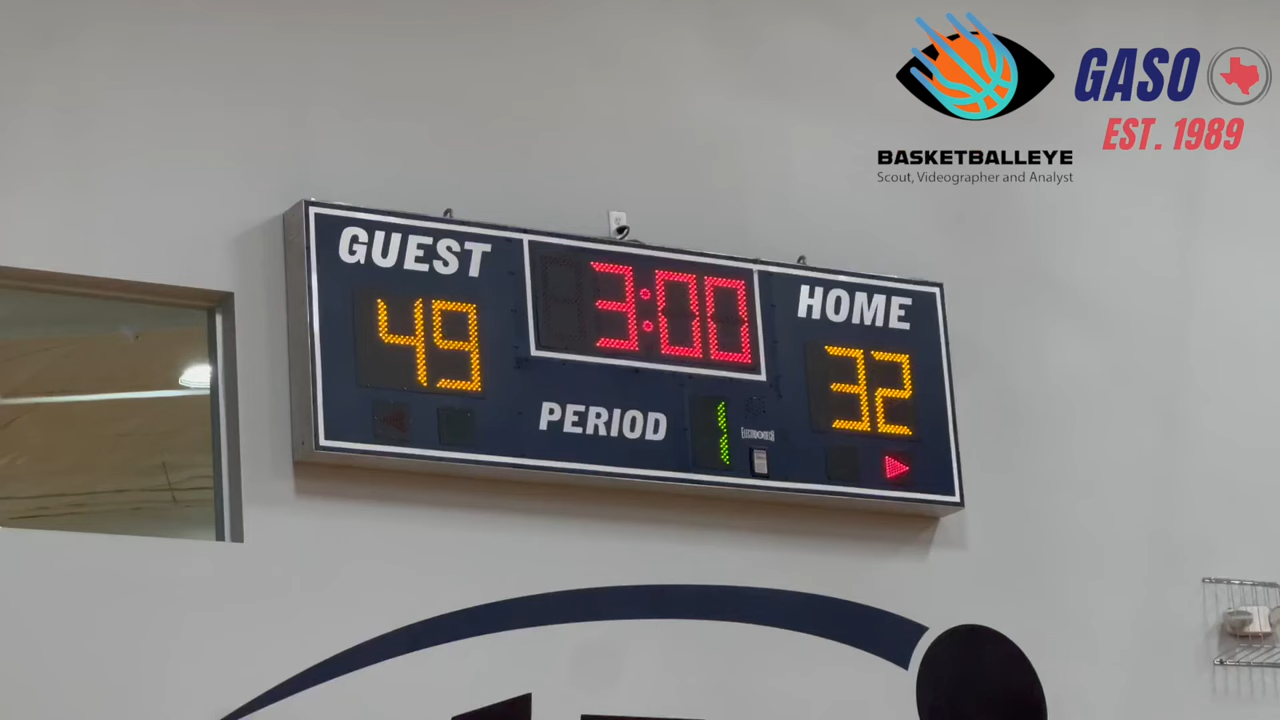 BASKETBALLEYE
Scout, Videographer and Analyst
GASO
EST. 1989
GUEST
49
3:00
HOME
32
PERIOD
1